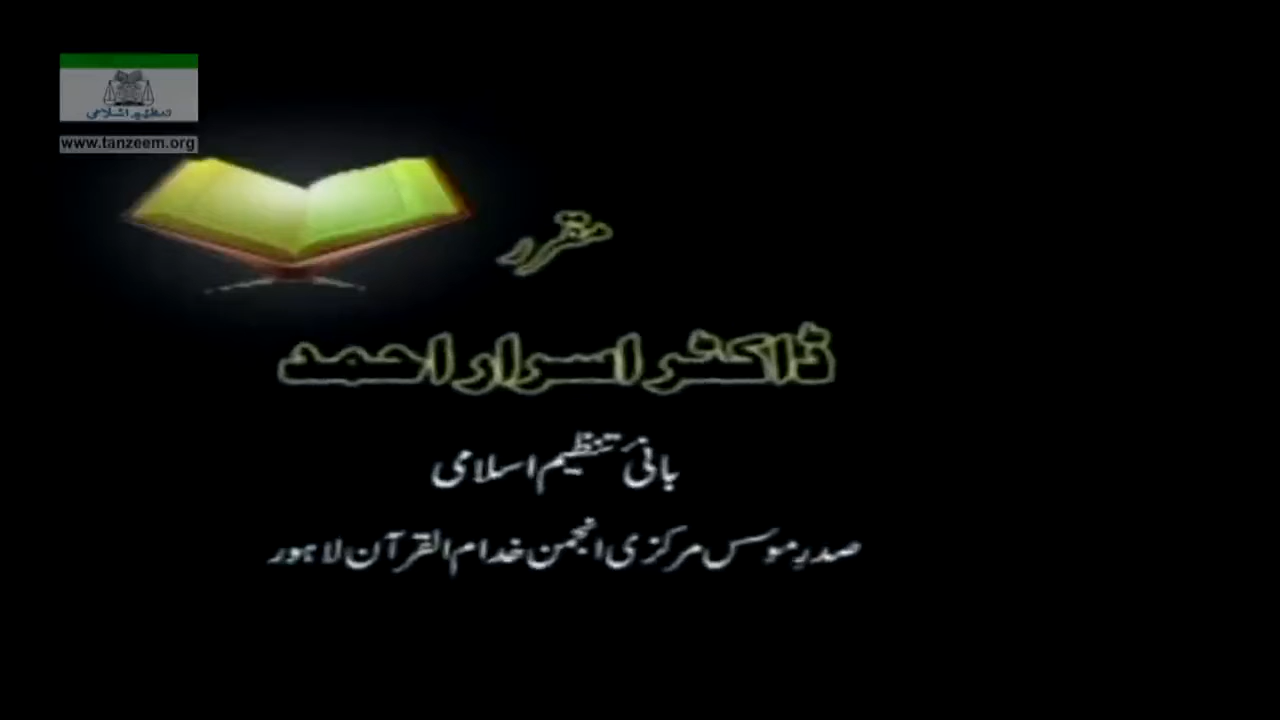 تنظیم اسلامی
www.tanzeem.org
مقرر
ڈاکٹر اسرار احمد
بانیٔ تنظیم اسلامی
صدرِ موسس مرکزی انجمن خدام القرآن لاہور